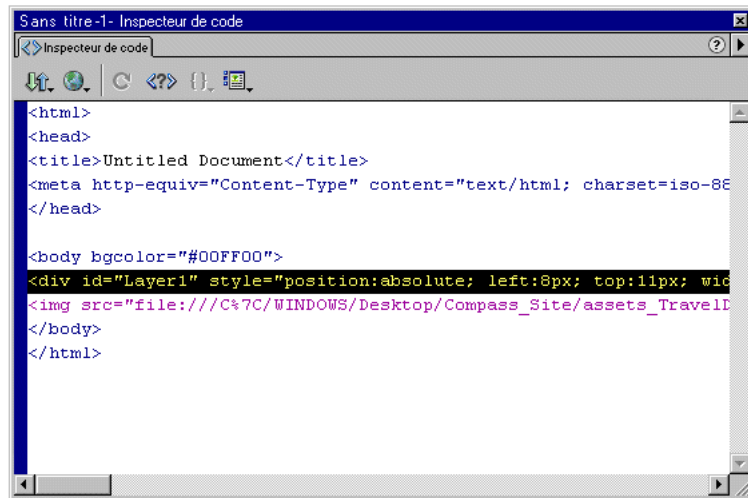 Sans titre-1- Inspecteur de code
Inspecteur de code
<html>
<head>
<title>Untitled Document</title>
<meta http-equiv="Content-Type" content="text/html; charset=iso-88
</head>
<body bgcolor="#00FF00">
<div id="Layer1" style="position:absolute; left:8px; top:11px; wid
<img src="file:///C%7C/WINDOWS/Desktop/Compass_Site/assets_TravelD
</body>
</html>